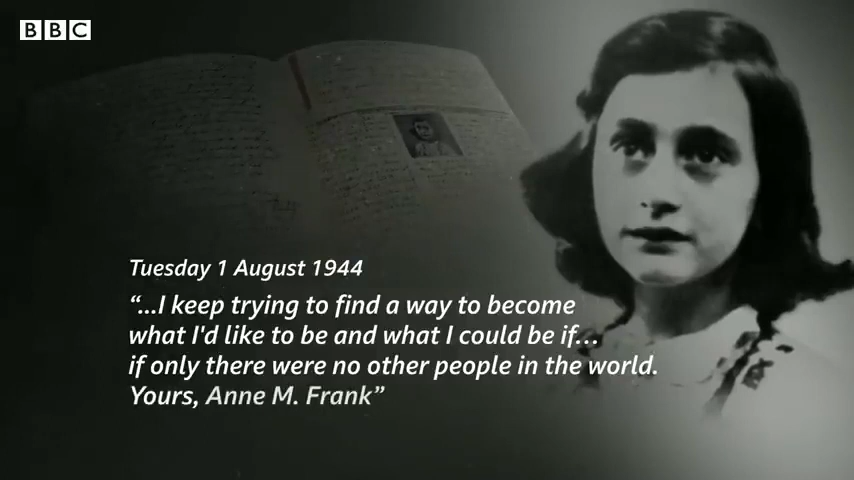 BBC
Tuesday 1 August 1944
“...I keep trying to find a way to become
what I'd like to be and what I could be if...
if only there were no other people in the world.
Yours, Anne M. Frank”